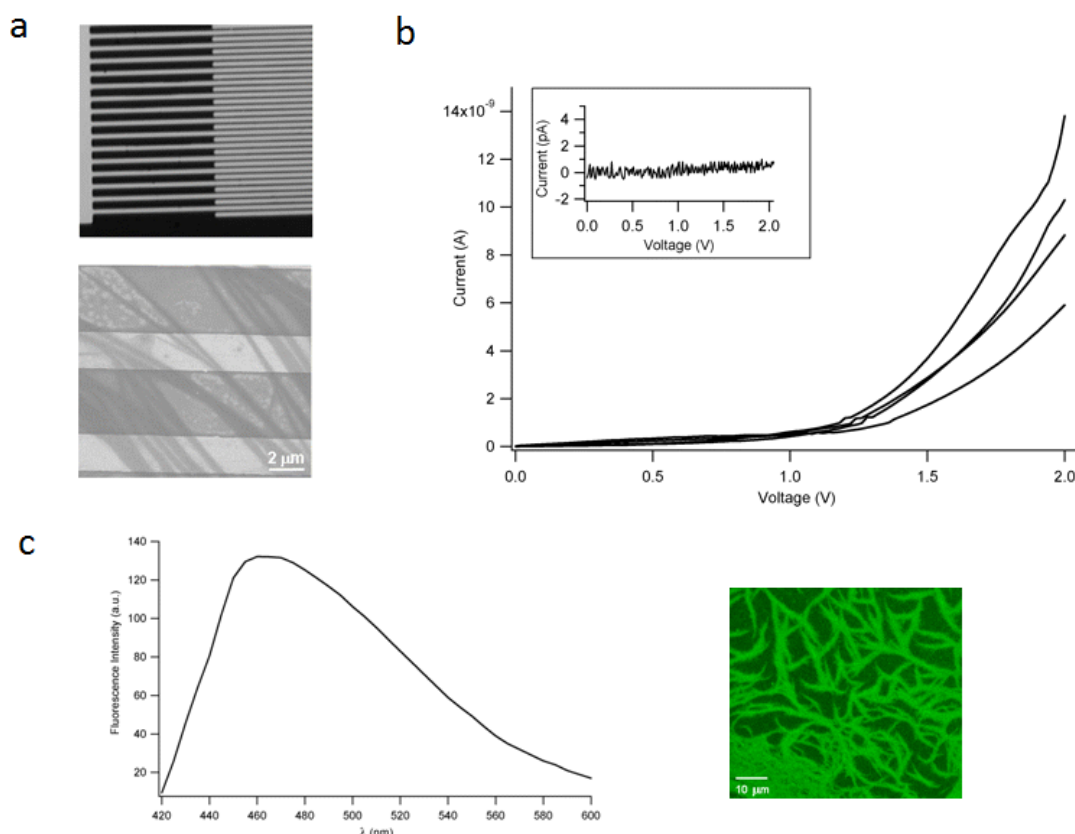 a
2 μm
b
14x10-9
12
10
8
6
4
2
0
Current (A)
0.0 0.5 1.0 1.5 2.0
Voltage (V)
4
2
0
-2
Current (pA)
0.0 0.5 1.0 1.5 2.0
Voltage (V)
c
140
120
100
80
60
40
20
Fluorescence Intensity (a.u.)
420 440 460 480 500 520 540 560 580 600
λ (nm)
10 μm